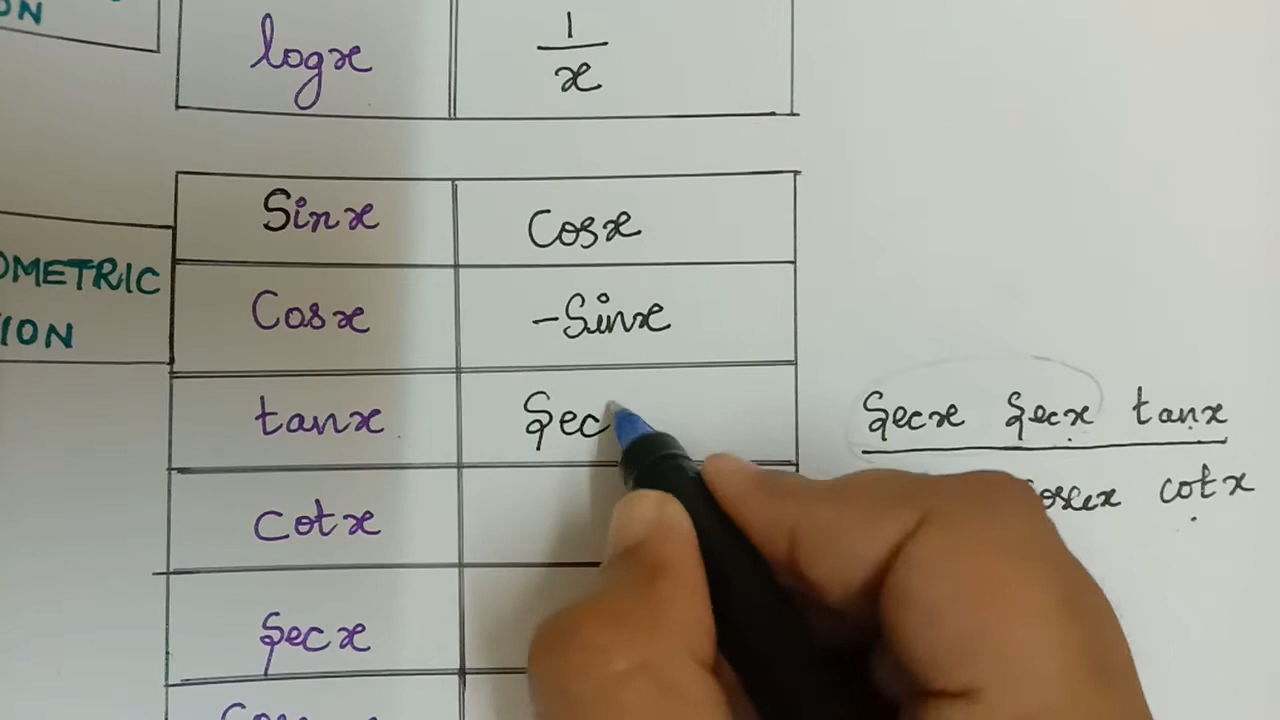 ON
logx 1/x
Sinx Cosx
OMETRIC
ION
Cosx -Sinx
tanx Sec
Secx Secx tanx
cotx
Cotx
Secx